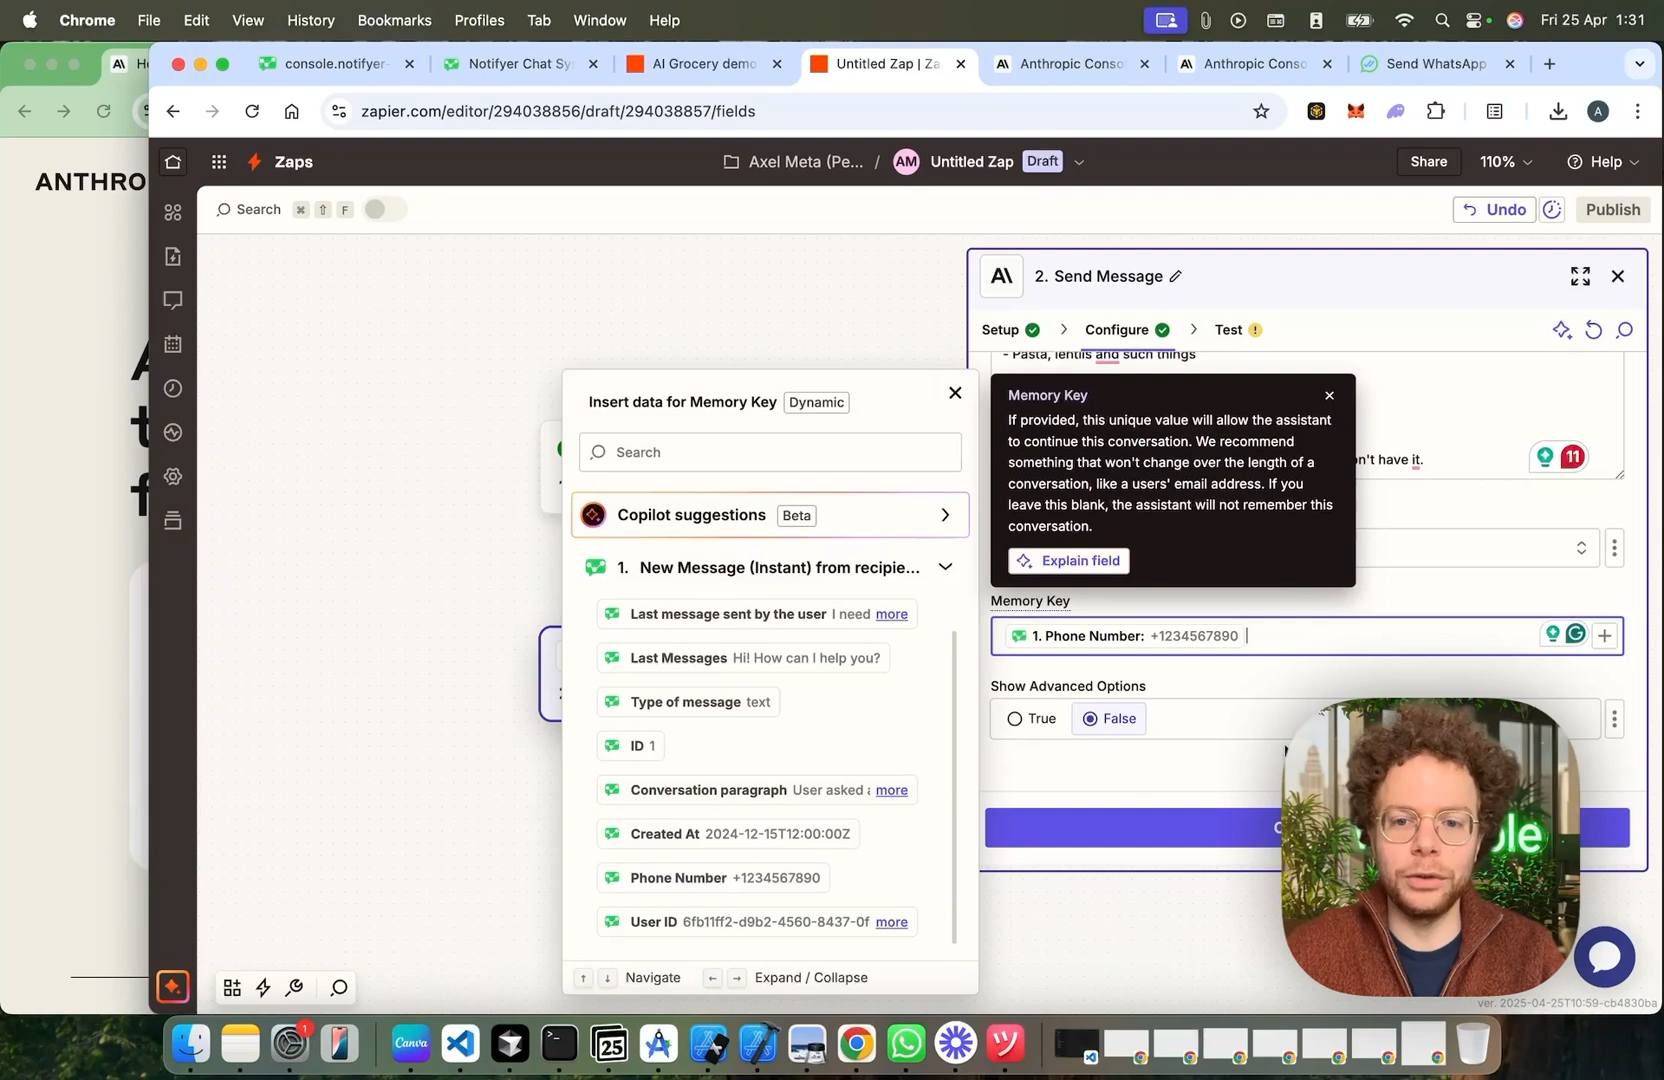 Chrome File Edit View History Bookmarks Profiles Tab Window Help
Fri 25 Apr 1:31
console.notifyer-
Notifyer Chat Sy
AI Grocery demo
Untitled Zap | Za
Anthropic Conso
Anthropic Conso
Send WhatsApp
zapier.com/editor/294038856/draft/294038857/fields
A
ANTHRO
Zaps
Axel Meta (Pe... / AM Untitled Zap Draft
Share
110%
Help
Search ⌘ ⇧ F
Undo
Publish
2. Send Message
Setup
Configure
Test
- Pasta, lentils and such things
Memory Key
If provided, this unique value will allow the assistant
to continue this conversation. We recommend
something that won't change over the length of a
conversation, like a users' email address. If you
leave this blank, the assistant will not remember this
conversation.
Explain field
n't have it.
11
Memory Key
1. Phone Number: +1234567890
Show Advanced Options
True
False
Insert data for Memory Key Dynamic
Search
Copilot suggestions Beta
1. New Message (Instant) from recipie...
Last message sent by the user I need more
Last Messages Hi! How can I help you?
Type of message text
ID 1
Conversation paragraph User asked a more
Created At 2024-12-15T12:00:00Z
Phone Number +1234567890
User ID 6fb11ff2-d9b2-4560-8437-0f more
↑ ↓ Navigate ← → Expand / Collapse
ver. 2025-04-25T10:59-cb4830ba
Canva
25
1